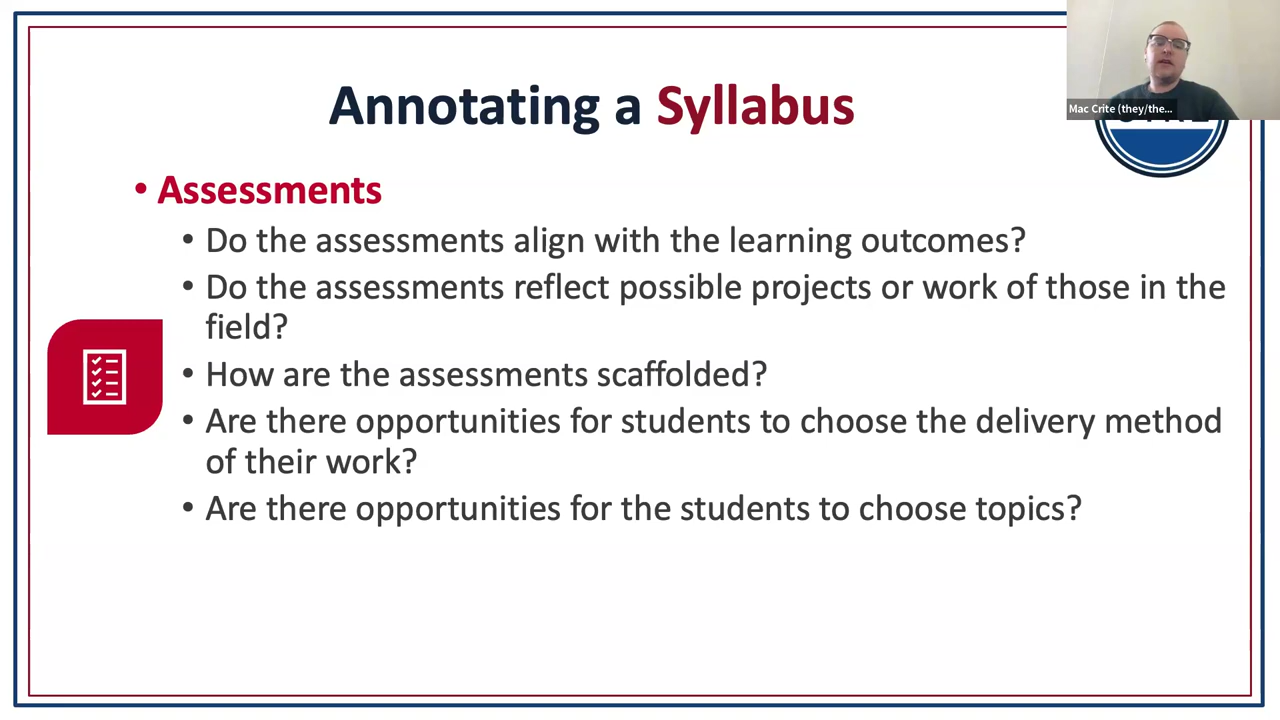 Annotating a Syllabus
Mac Crite (they/the...
• Assessments
• Do the assessments align with the learning outcomes?
• Do the assessments reflect possible projects or work of those in the
field?
• How are the assessments scaffolded?
• Are there opportunities for students to choose the delivery method
of their work?
• Are there opportunities for the students to choose topics?